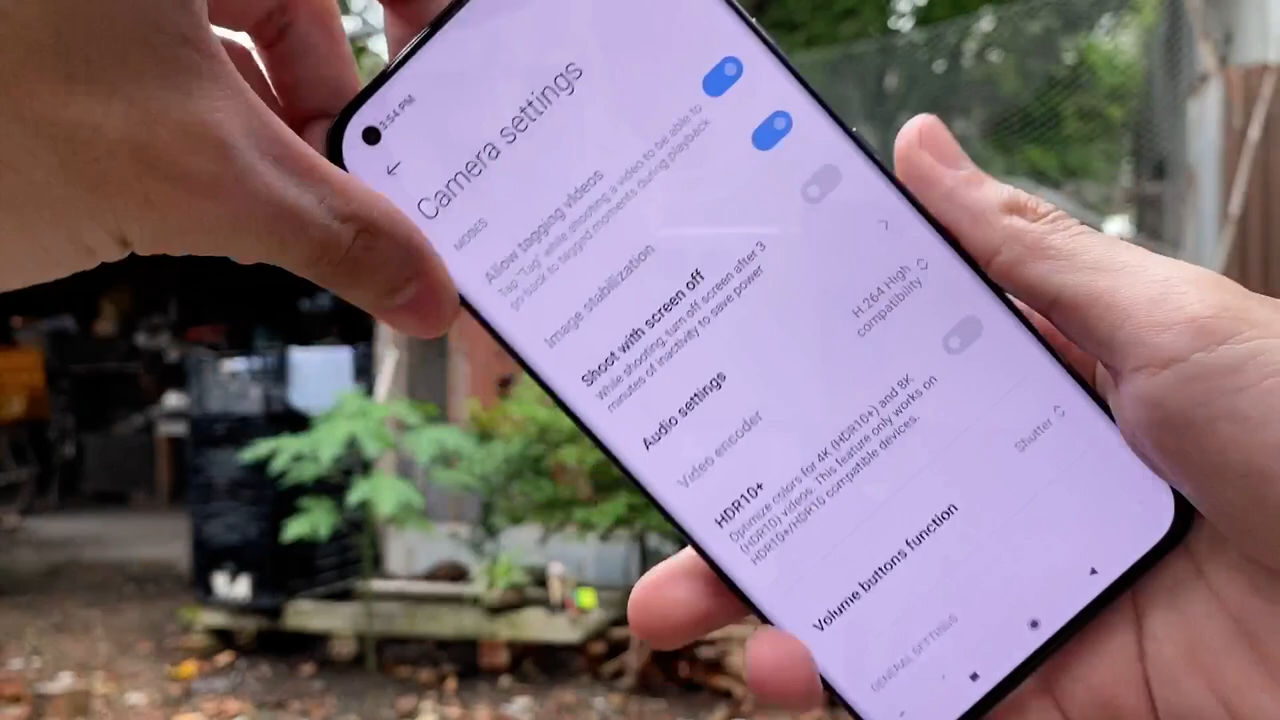 3:54 PM
Camera settings
MODES
Allow tagging videos
Tap "Tag" while shooting a video to be able to
go back to tagged moments during playback
Image stabilization
Shoot with screen off
While shooting, turn off screen after 3
minutes of inactivity to save power
Audio settings
Video encoder
H.264 High
compatibility
HDR10+
Optimize colors for 4K (HDR10+) and 8K
(HDR10) videos. This feature only works on
HDR10+/HDR10 compatible devices.
Volume buttons function
Shutter
GENERAL SETTINGS